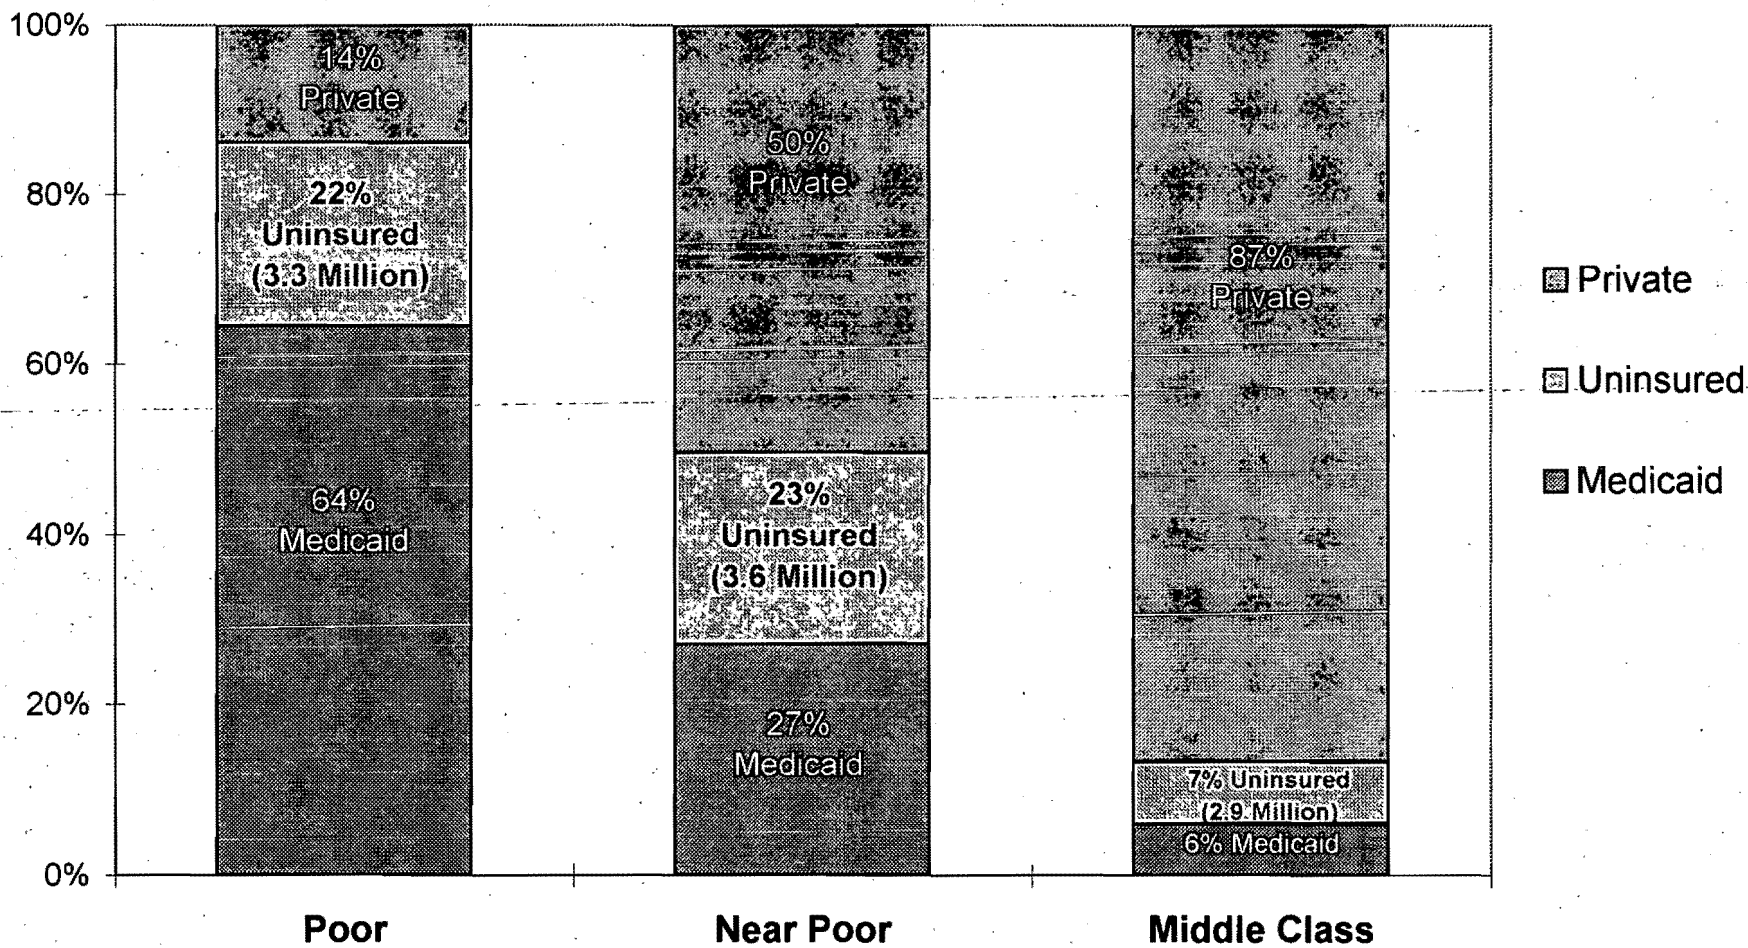 100%
80%
60%
40%
20%
0%
14%
Private
22%
Uninsured
(3.3 Million)
64%
Medicaid
50%
Private
23%
Uninsured
(3.6 Million)
27%
Medicaid
87%
Private
7% Uninsured
(2.9 Million)
6% Medicaid
Private
Uninsured
Medicaid
Poor
Near Poor
Middle Class